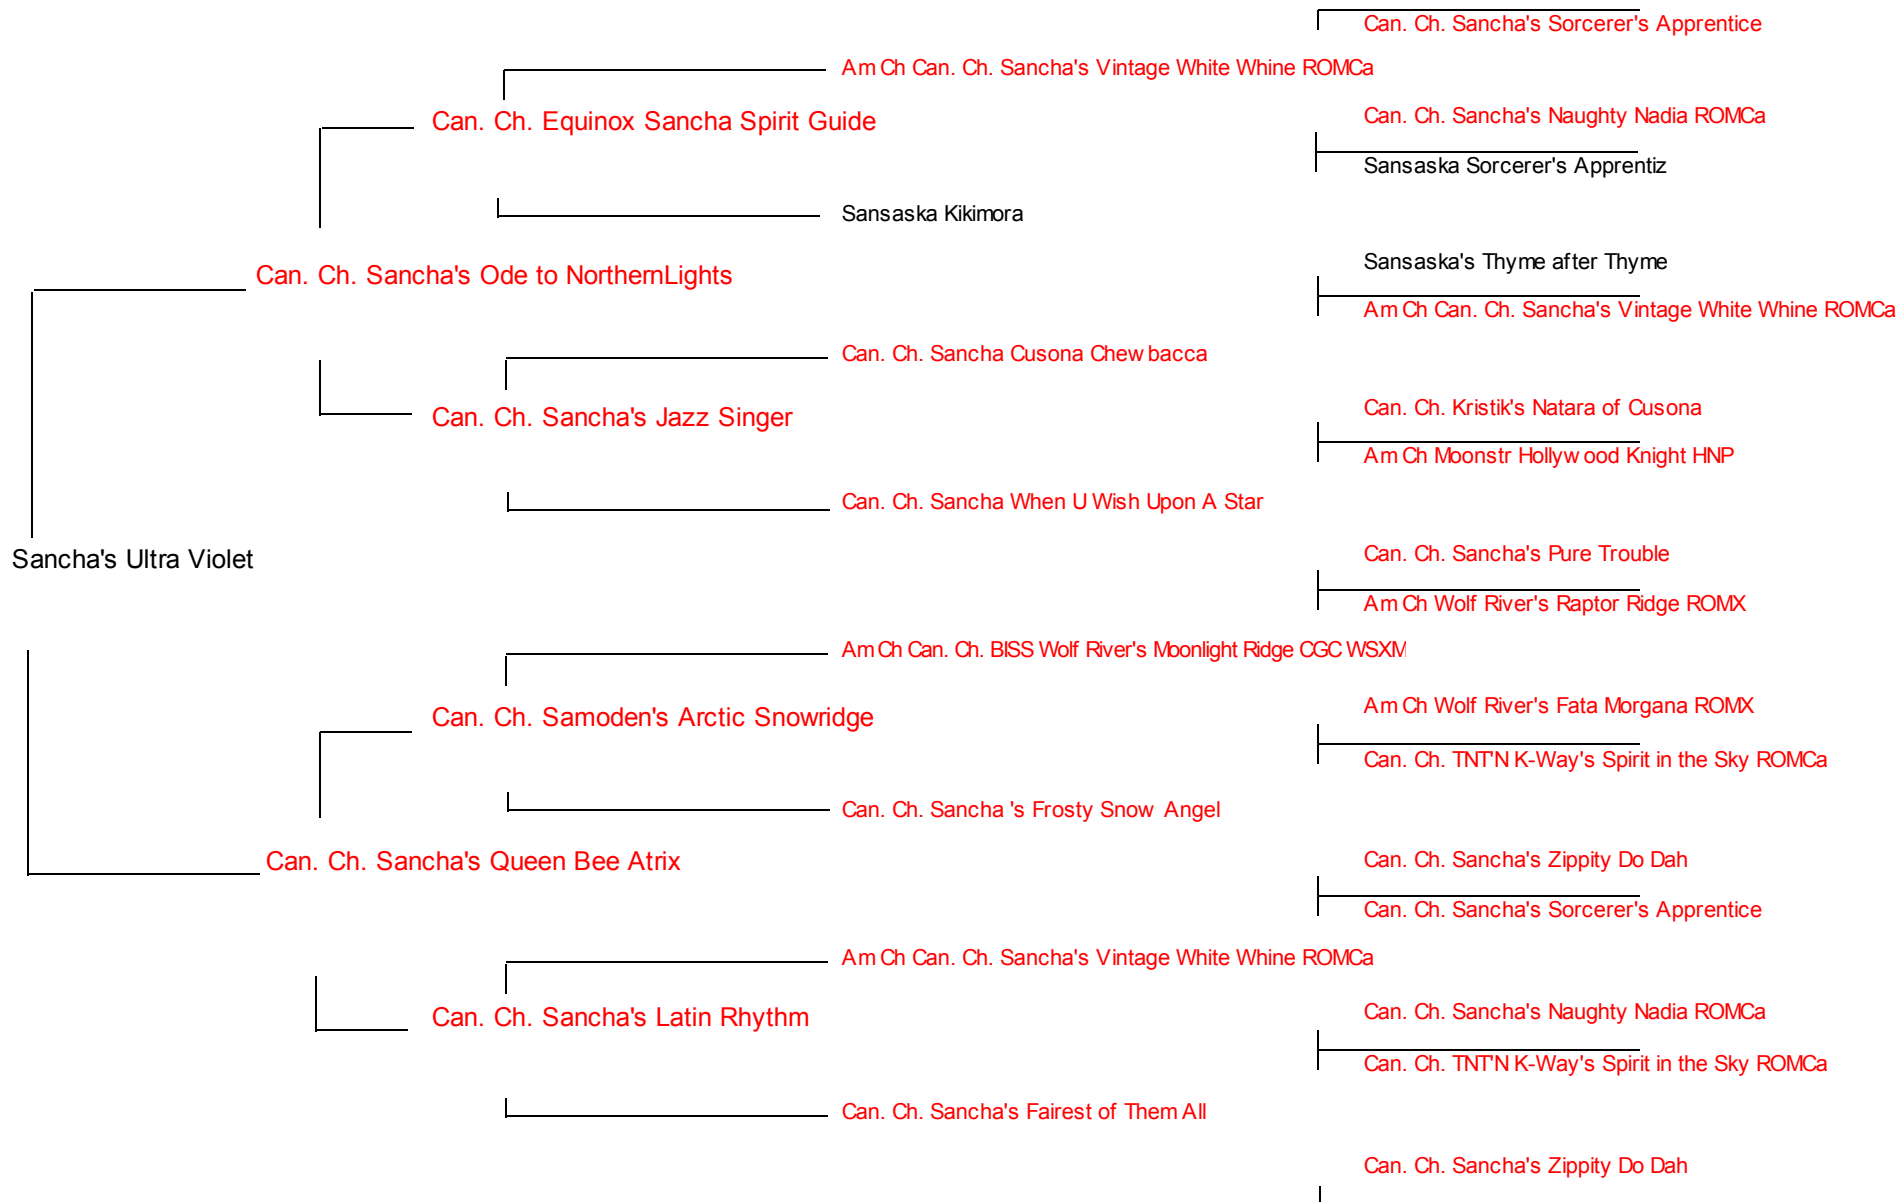 Can. Ch. Sancha's Sorcerer's Apprentice
Am Ch Can. Ch. Sancha's Vintage White Whine ROMCa
Can. Ch. Sancha's Naughty Nadia ROMCa
Can. Ch. Equinox Sancha Spirit Guide
Sansaska Sorcerer's Apprentiz
Sansaska Kikimora
Sansaska's Thyme after Thyme
Can. Ch. Sancha's Ode to NorthernLights
Am Ch Can. Ch. Sancha's Vintage White Whine ROMCa
Can. Ch. Sancha Cusona Chewbacca
Can. Ch. Kristik's Natara of Cusona
Can. Ch. Sancha's Jazz Singer
Am Ch Moonstr Hollywood Knight HNP
Can. Ch. Sancha When U Wish Upon A Star
Can. Ch. Sancha's Pure Trouble
Sancha's Ultra Violet
Am Ch Wolf River's Raptor Ridge ROMX
Am Ch Can. Ch. BISS Wolf River's Moonlight Ridge CGC WSXM
Am Ch Wolf River's Fata Morgana ROMX
Can. Ch. Samoden's Arctic Snowridge
Can. Ch. TNT'N K-Way's Spirit in the Sky ROMCa
Can. Ch. Sancha 's Frosty Snow Angel
Can. Ch. Sancha's Zippity Do Dah
Can. Ch. Sancha's Queen Bee Atrix
Can. Ch. Sancha's Sorcerer's Apprentice
Am Ch Can. Ch. Sancha's Vintage White Whine ROMCa
Can. Ch. Sancha's Naughty Nadia ROMCa
Can. Ch. Sancha's Latin Rhythm
Can. Ch. TNT'N K-Way's Spirit in the Sky ROMCa
Can. Ch. Sancha's Fairest of Them All
Can. Ch. Sancha's Zippity Do Dah